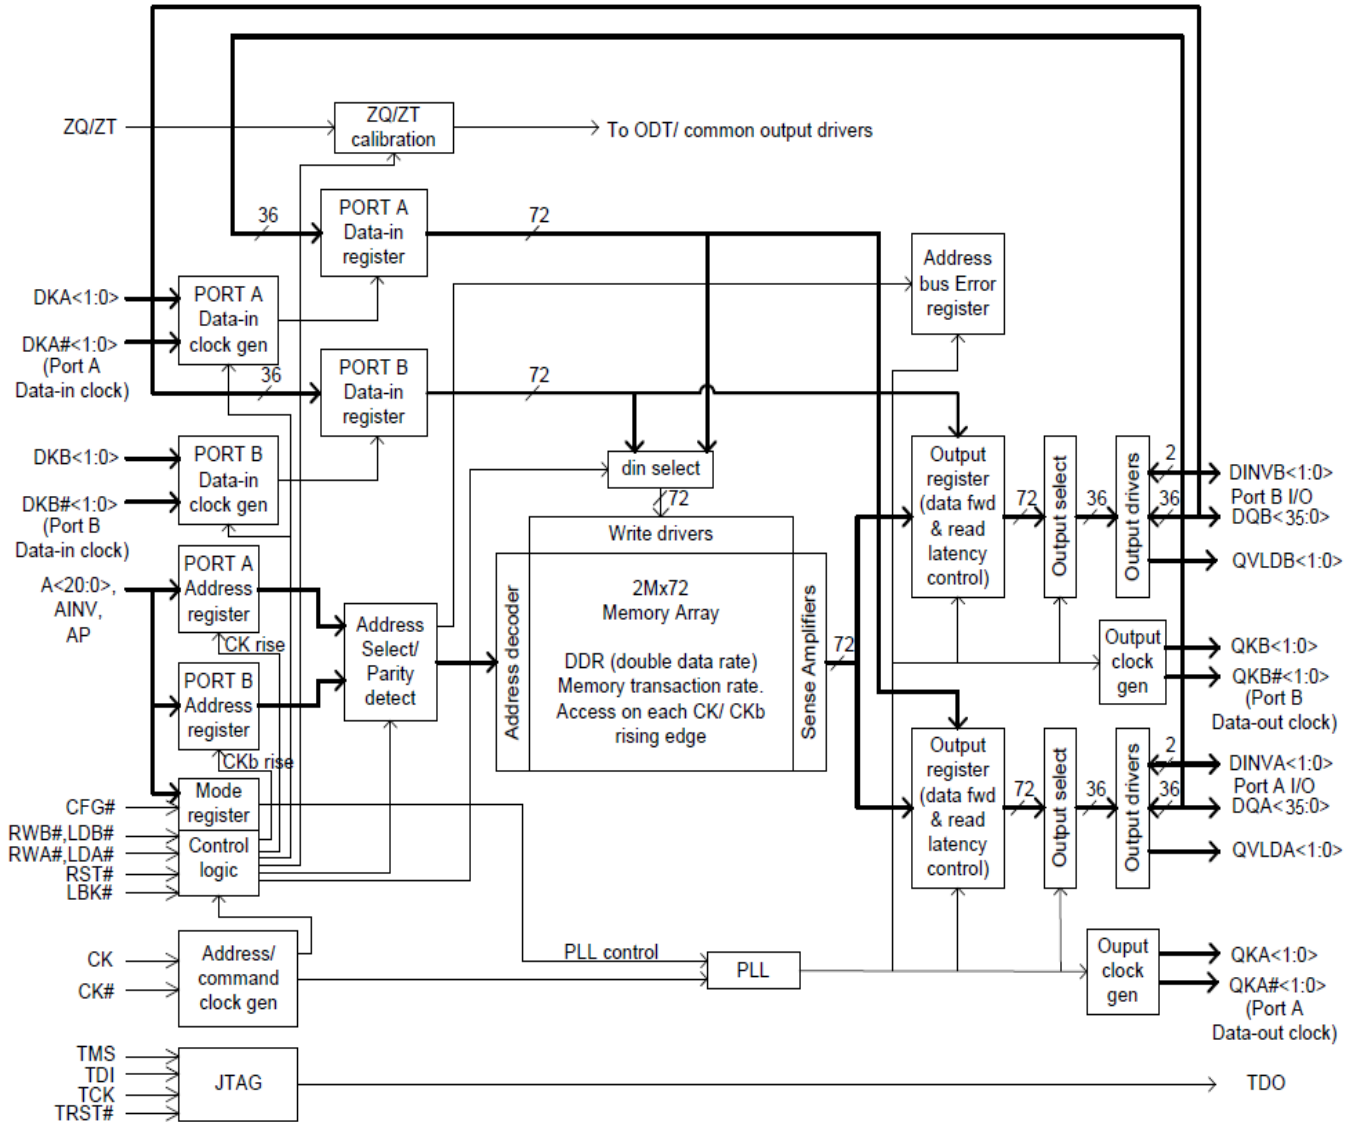 ZQ/ZT
ZQ/ZT
calibration
To ODT/ common output drivers
36
PORT A
Data-in
register
72
Address
bus Error
register
DKA<1:0>
DKA#<1:0>
(Port A
Data-in clock)
PORT A
Data-in
clock gen
36
PORT B
Data-in
register
72
DKB<1:0>
DKB#<1:0>
(Port B
Data-in clock)
PORT B
Data-in
clock gen
din select
72
Write drivers
Output
register
(data fwd
& read
latency
control)
72
Output select
36
Output drivers
2
36
DINVB<1:0>
Port B I/O
DQB<35:0>
QVLDB<1:0>
A<20:0>,
AINV,
AP
PORT A
Address
register
CK rise
PORT B
Address
register
CKb rise
Address
Select/
Parity
detect
Address decoder
2Mx72
Memory Array
DDR (double data rate)
Memory transaction rate.
Access on each CK/ CKb
rising edge
Sense Amplifiers
72
Output
clock
gen
QKB<1:0>
QKB#<1:0>
(Port B
Data-out clock)
Output
register
(data fwd
& read
latency
control)
72
Output select
36
Output drivers
2
36
DINVA<1:0>
Port A I/O
DQA<35:0>
QVLDA<1:0>
CFG#
RWB#,LDB#
RWA#,LDA#
RST#
LBK#
Mode
register
Control
logic
CK
CK#
Address/
command
clock gen
PLL control
PLL
Ouput
clock
gen
QKA<1:0>
QKA#<1:0>
(Port A
Data-out clock)
TMS
TDI
TCK
TRST#
JTAG
TDO